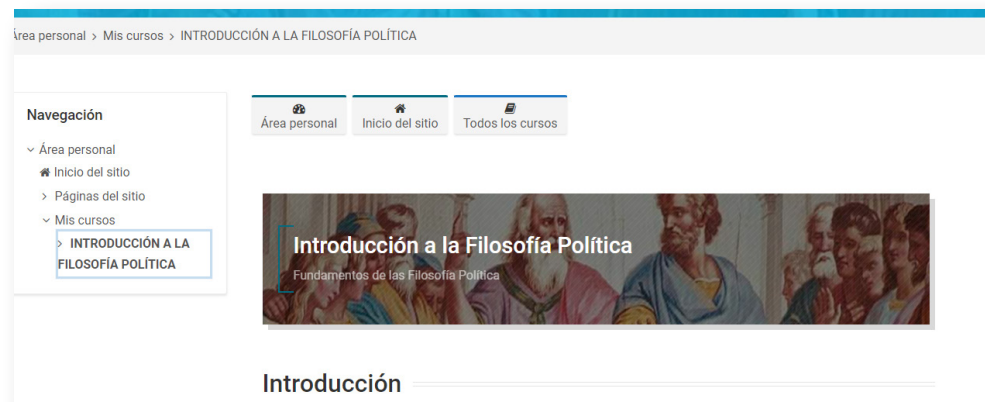 Área personal > Mis cursos > INTRODUCCIÓN A LA FILOSOFÍA POLÍTICA
Navegación
Área personal
Inicio del sitio
Páginas del sitio
Mis cursos
INTRODUCCIÓN A LA
FILOSOFÍA POLÍTICA
Área personal
Inicio del sitio
Todos los cursos
Introducción a la Filosofía Política
Fundamentos de las Filosofía Política
Introducción